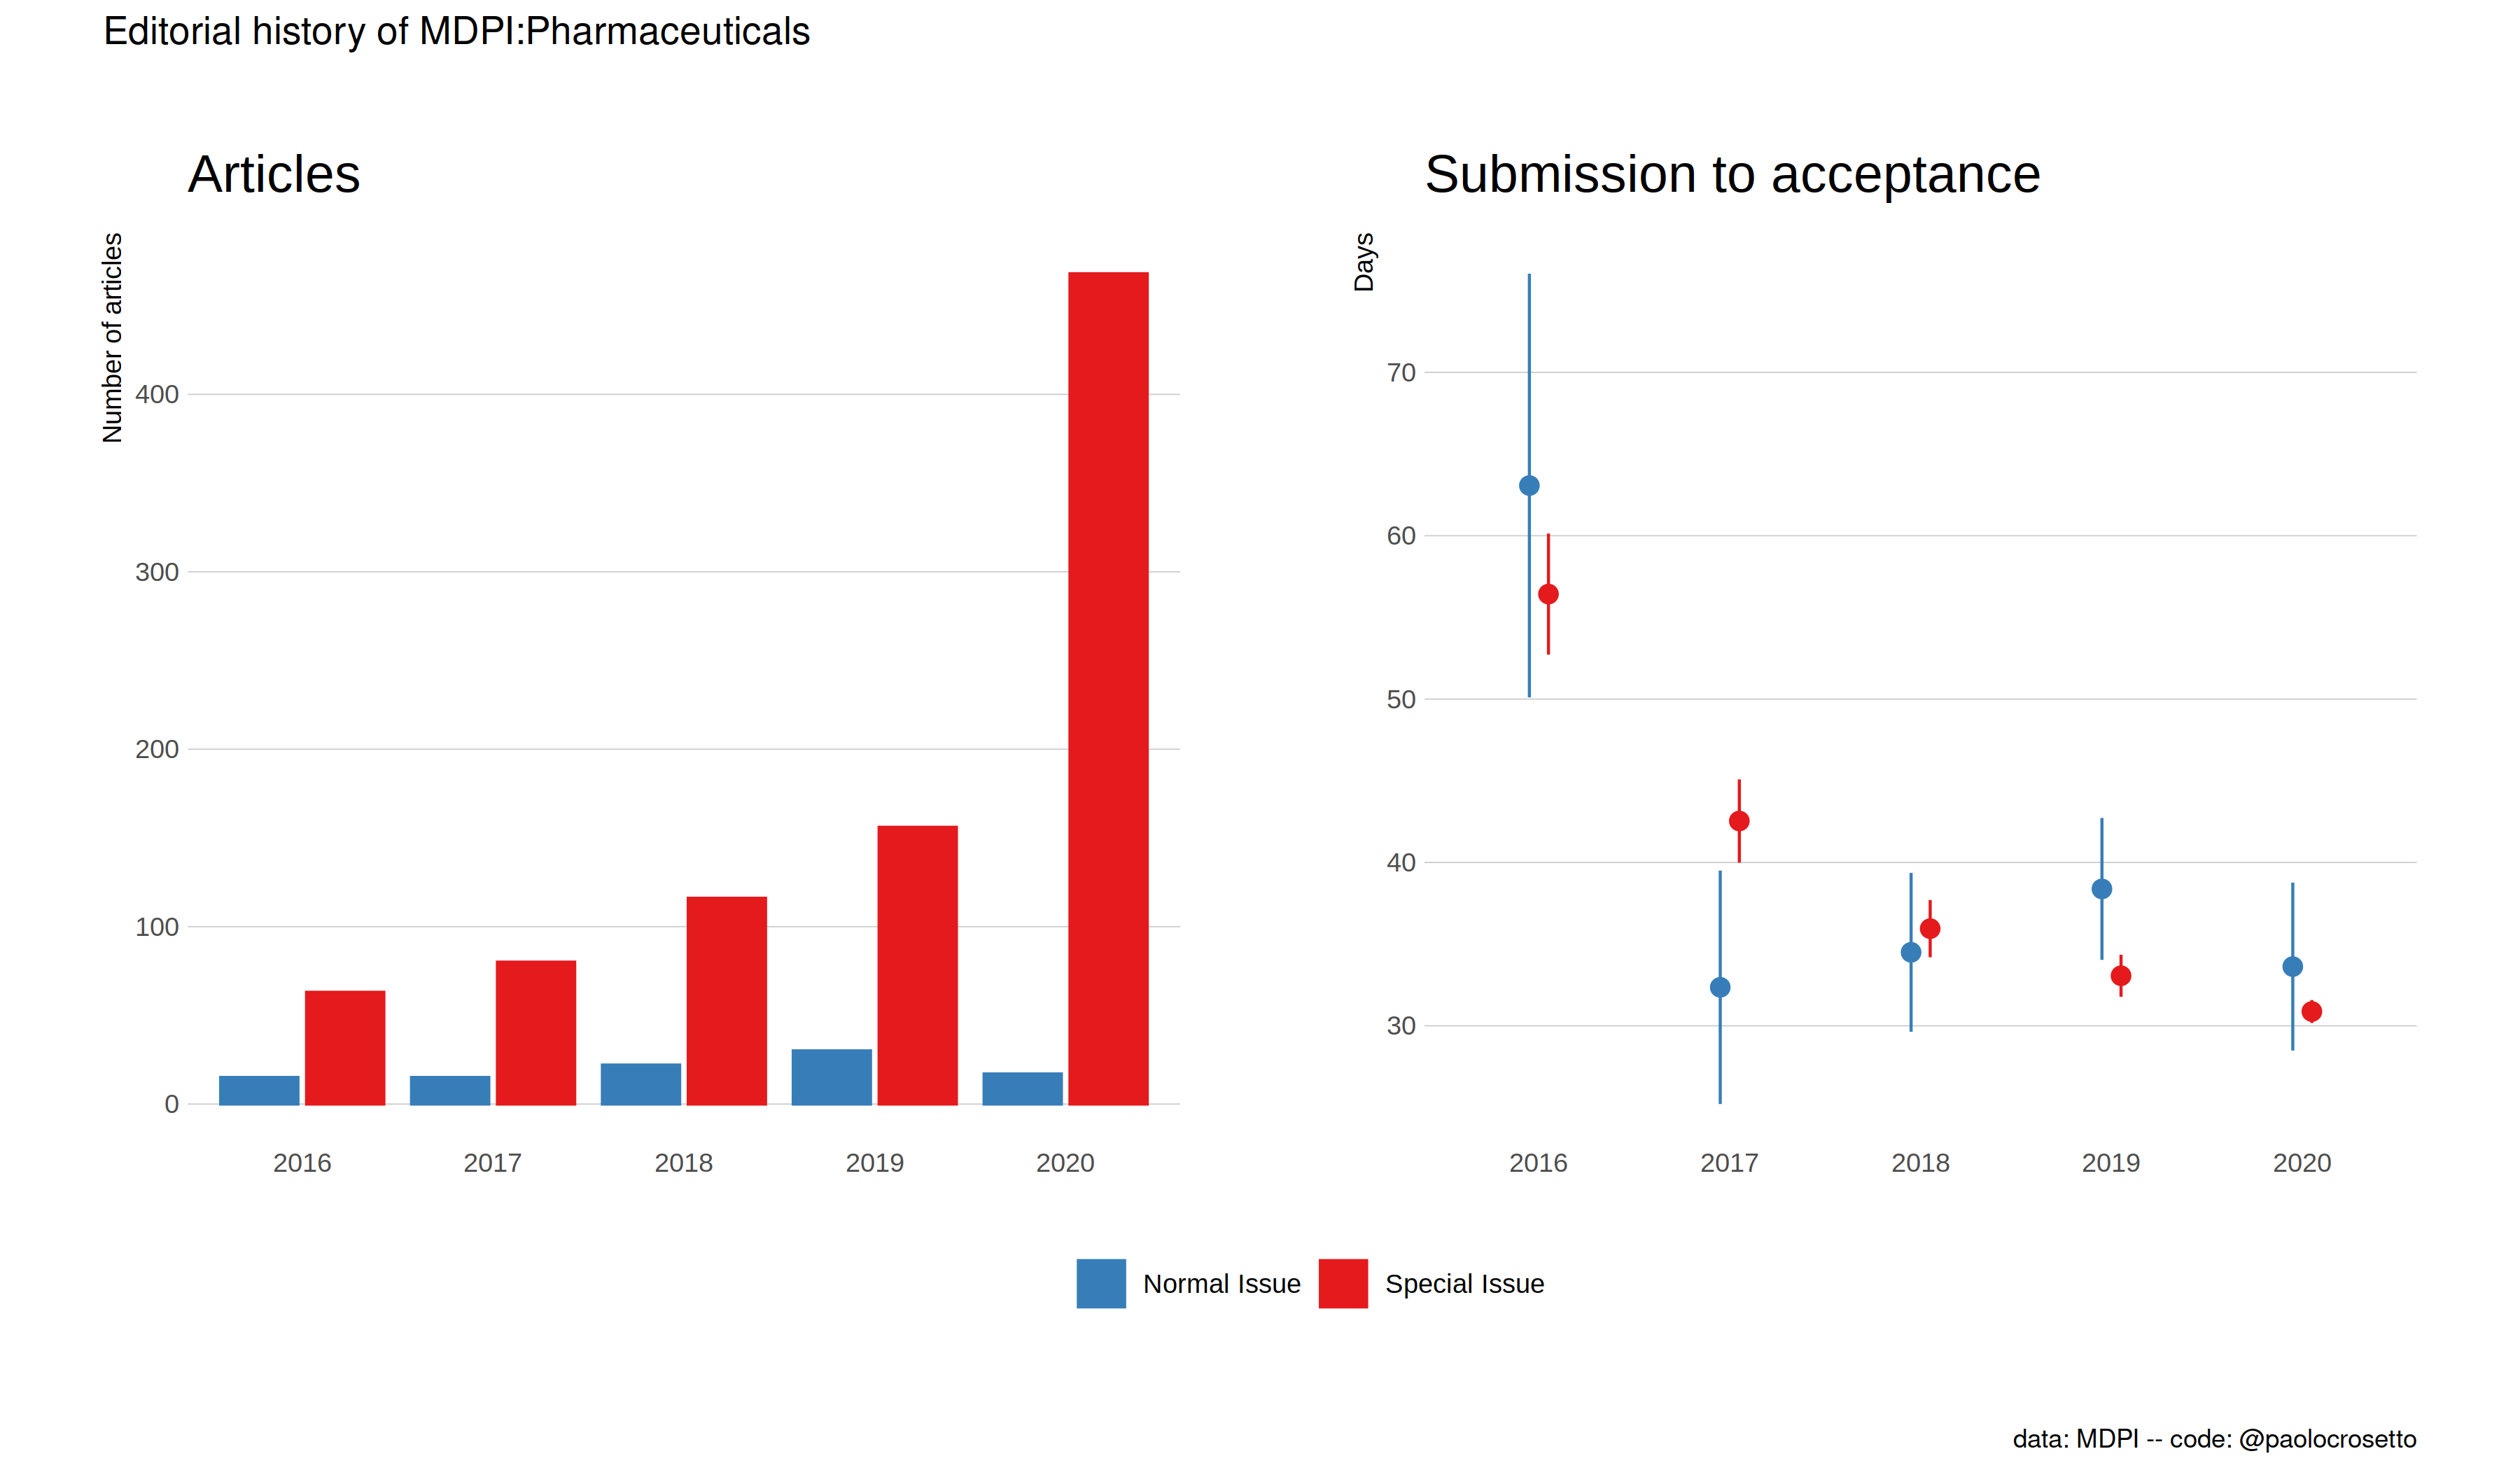 Editorial history of MDPI:Pharmaceuticals
Articles
Number of articles
400
300
200
100
0
2016 2017 2018 2019 2020
Submission to acceptance
Days
70
60
50
40
30
2016 2017 2018 2019 2020
Normal Issue Special Issue
data: MDPI -- code: @paolocrosetto